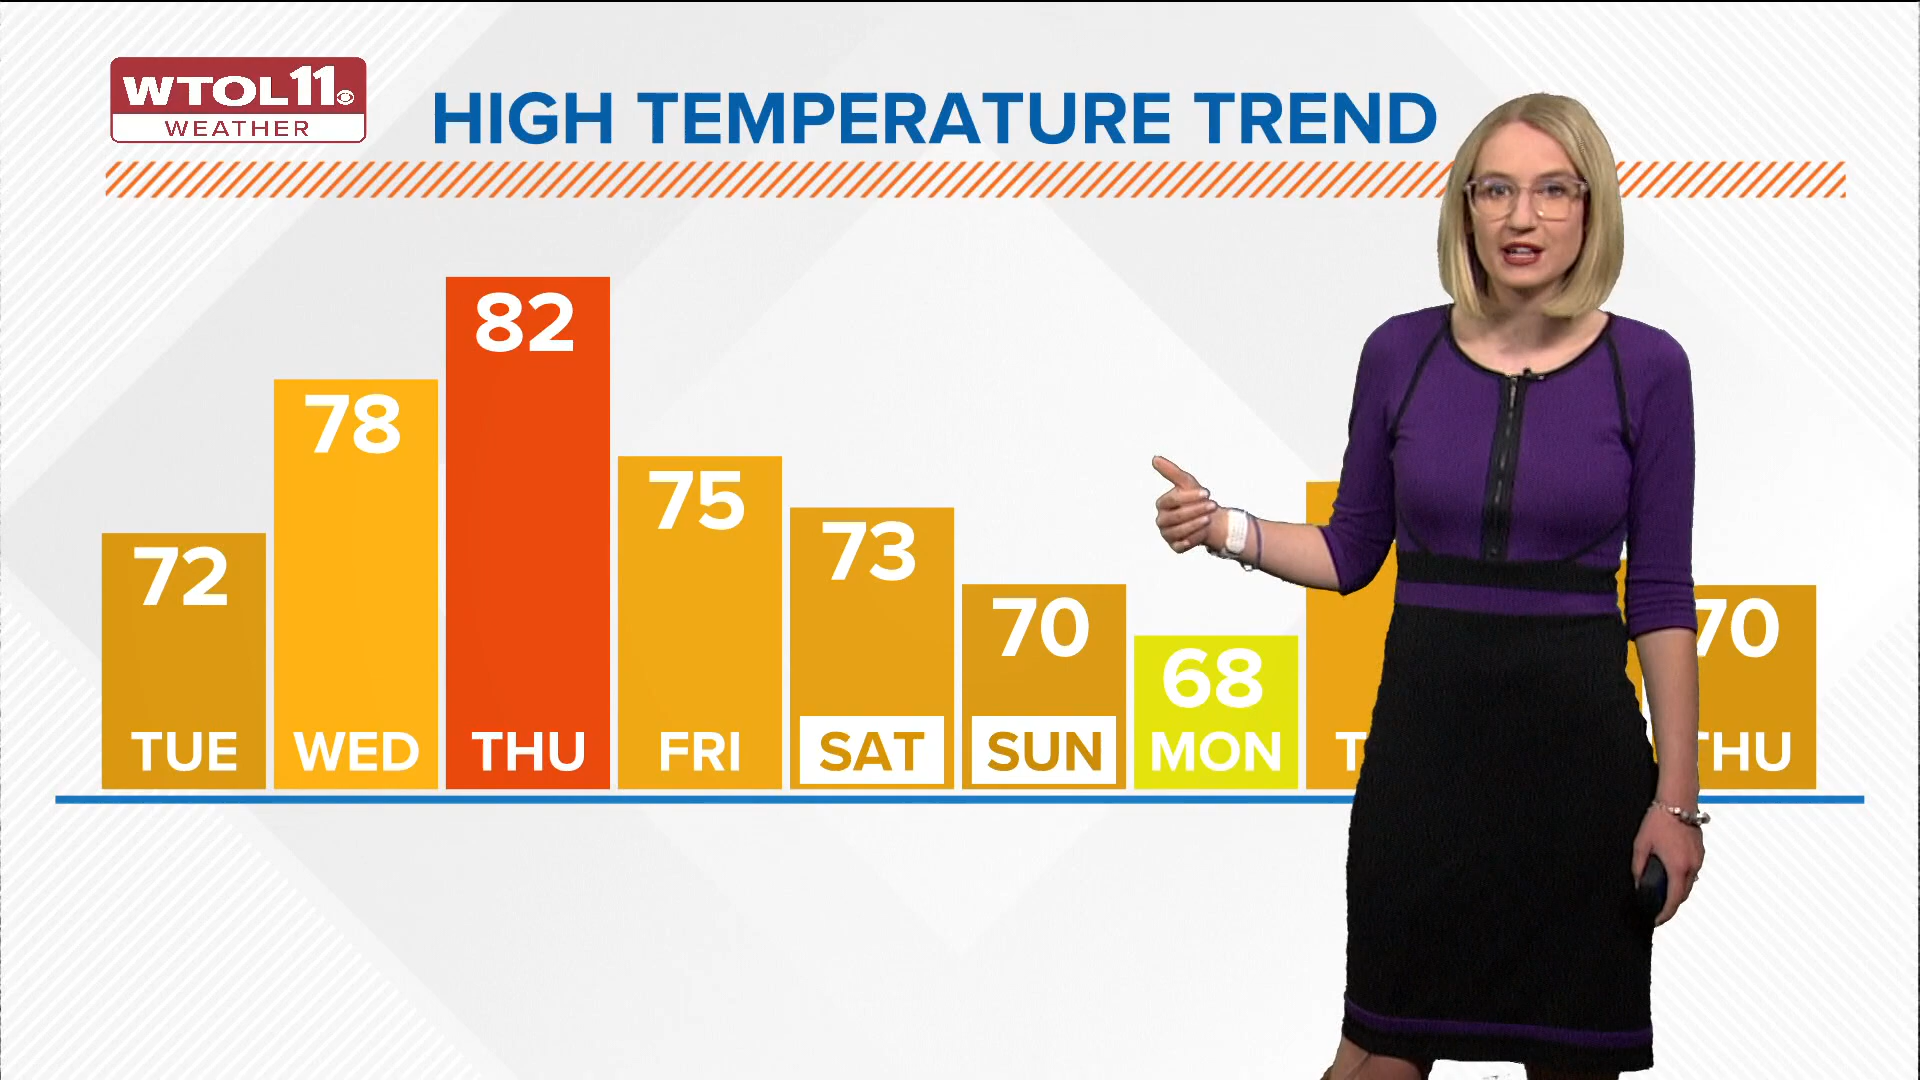 WTOL11
WEATHER
HIGH TEMPERATURE TREND
82
78
75
72
73
70
68
70
TUE WED THU FRI SAT SUN MON THU